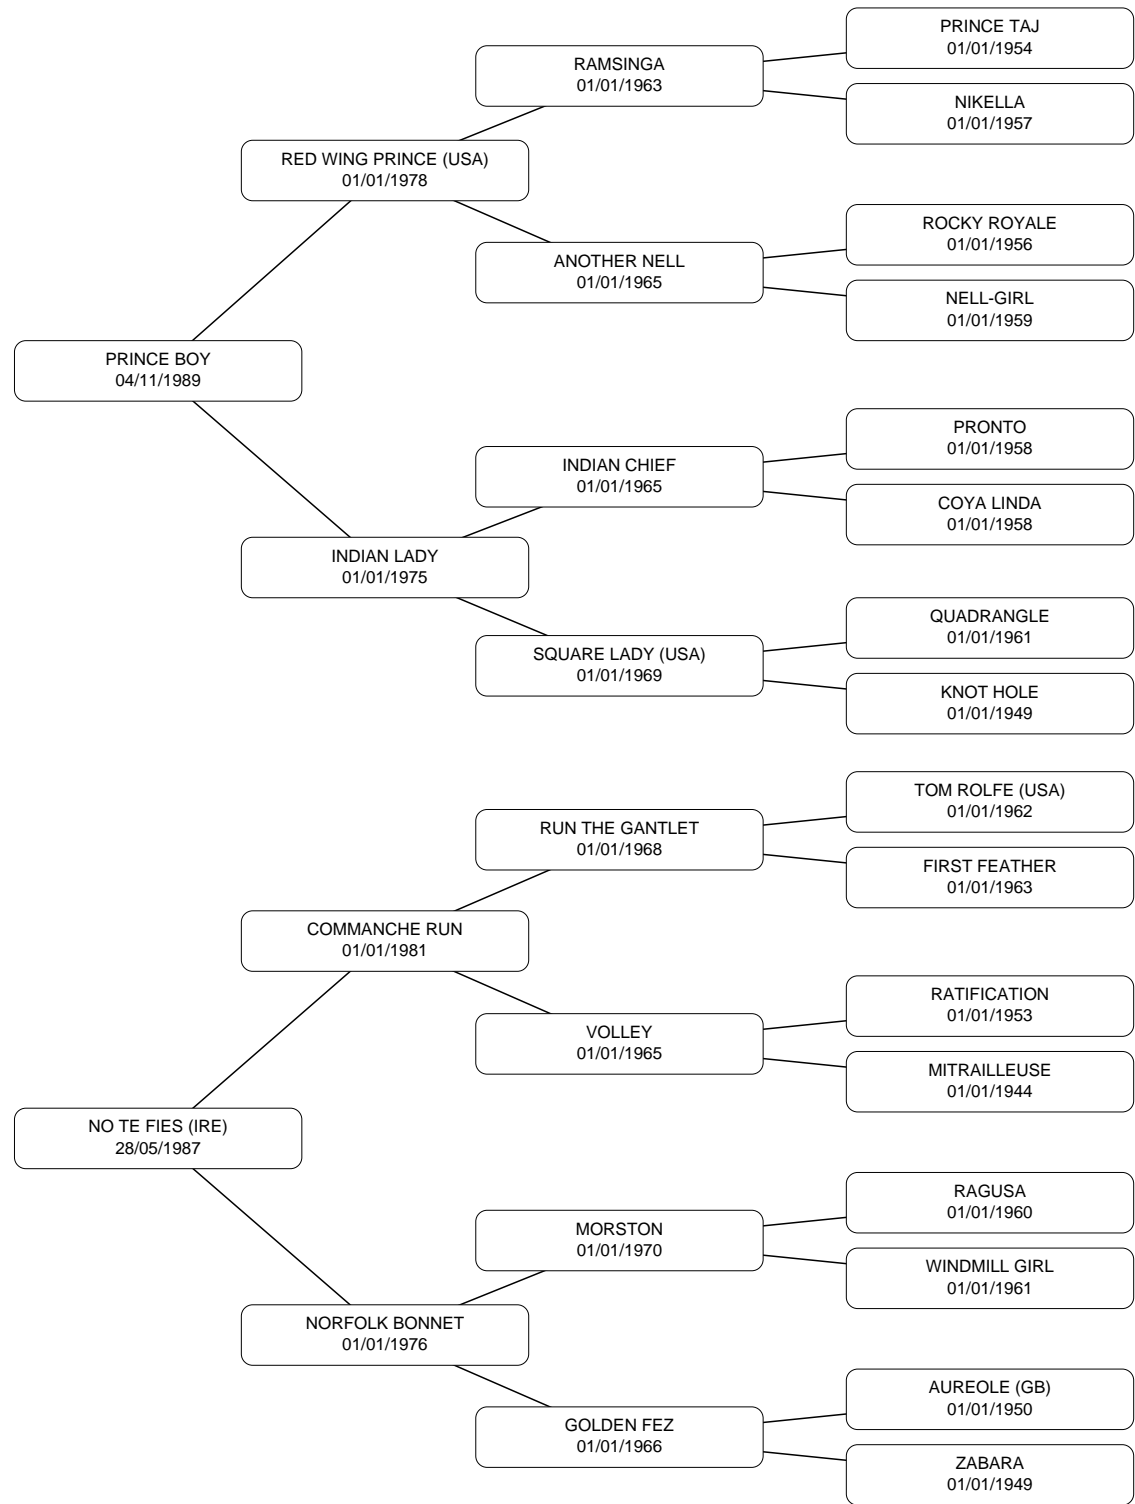 PRINCE TAJ
01/01/1954
RAMSINGA
01/01/1963
NIKELLA
01/01/1957
RED WING PRINCE (USA)
01/01/1978
ROCKY ROYALE
01/01/1956
ANOTHER NELL
01/01/1965
NELL-GIRL
01/01/1959
PRINCE BOY
04/11/1989
PRONTO
01/01/1958
INDIAN CHIEF
01/01/1965
COYA LINDA
01/01/1958
INDIAN LADY
01/01/1975
QUADRANGLE
01/01/1961
SQUARE LADY (USA)
01/01/1969
KNOT HOLE
01/01/1949
TOM ROLFE (USA)
01/01/1962
RUN THE GANTLET
01/01/1968
FIRST FEATHER
01/01/1963
COMMANCHE RUN
01/01/1981
RATIFICATION
01/01/1953
VOLLEY
01/01/1965
MITRAILLEUSE
01/01/1944
NO TE FIES (IRE)
28/05/1987
RAGUSA
01/01/1960
MORSTON
01/01/1970
WINDMILL GIRL
01/01/1961
NORFOLK BONNET
01/01/1976
AUREOLE (GB)
01/01/1950
GOLDEN FEZ
01/01/1966
ZABARA
01/01/1949